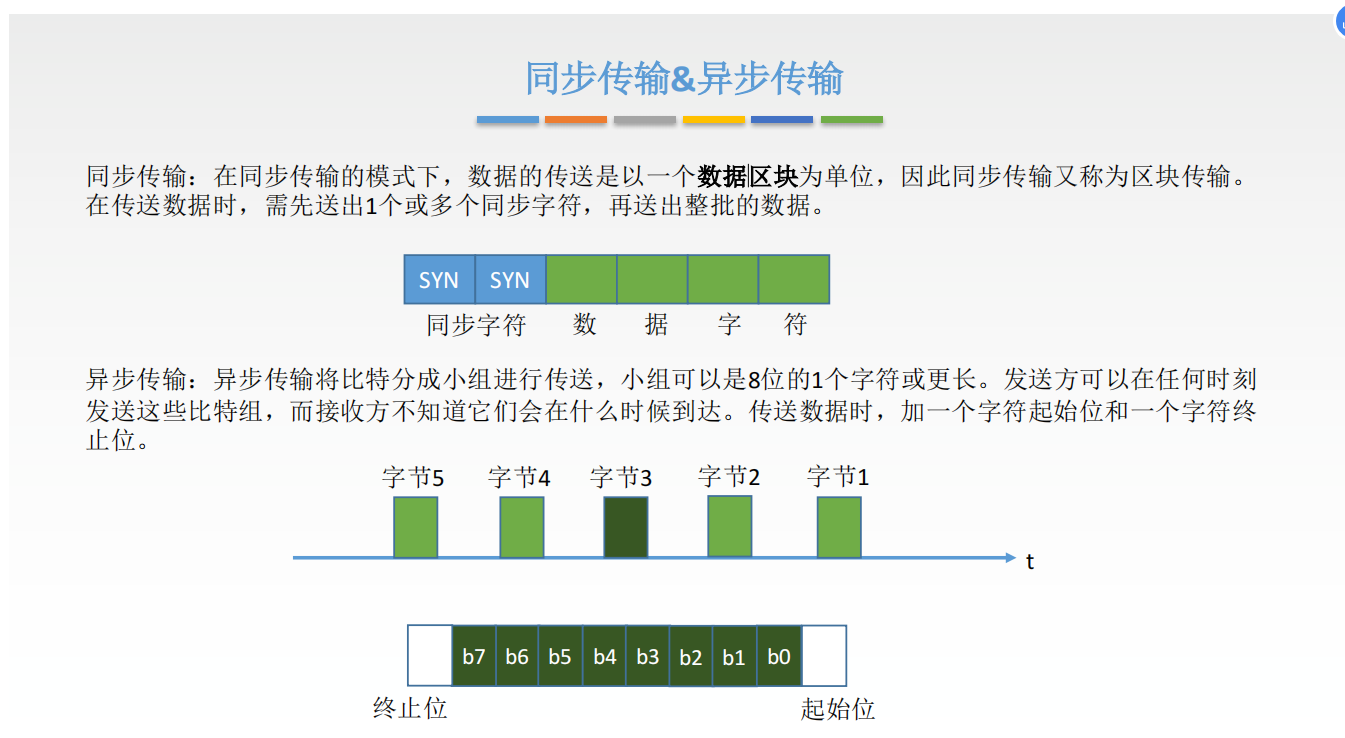 同步传输&异步传输
同步传输：在同步传输的模式下，数据的传送是以一个数据区块为单位，因此同步传输又称为区块传输。
在传送数据时，需先送出1个或多个同步字符，再送出整批的数据。
SYN SYN
同步字符 数 据 字 符
异步传输：异步传输将比特分成小组进行传送，小组可以是8位的1个字符或更长。发送方可以在任何时刻
发送这些比特组，而接收方不知道它们会在什么时候到达。传送数据时，加一个字符起始位和一个字符终
止位。
字节5 字节4 字节3 字节2 字节1
t
b7 b6 b5 b4 b3 b2 b1 b0
终止位 起始位